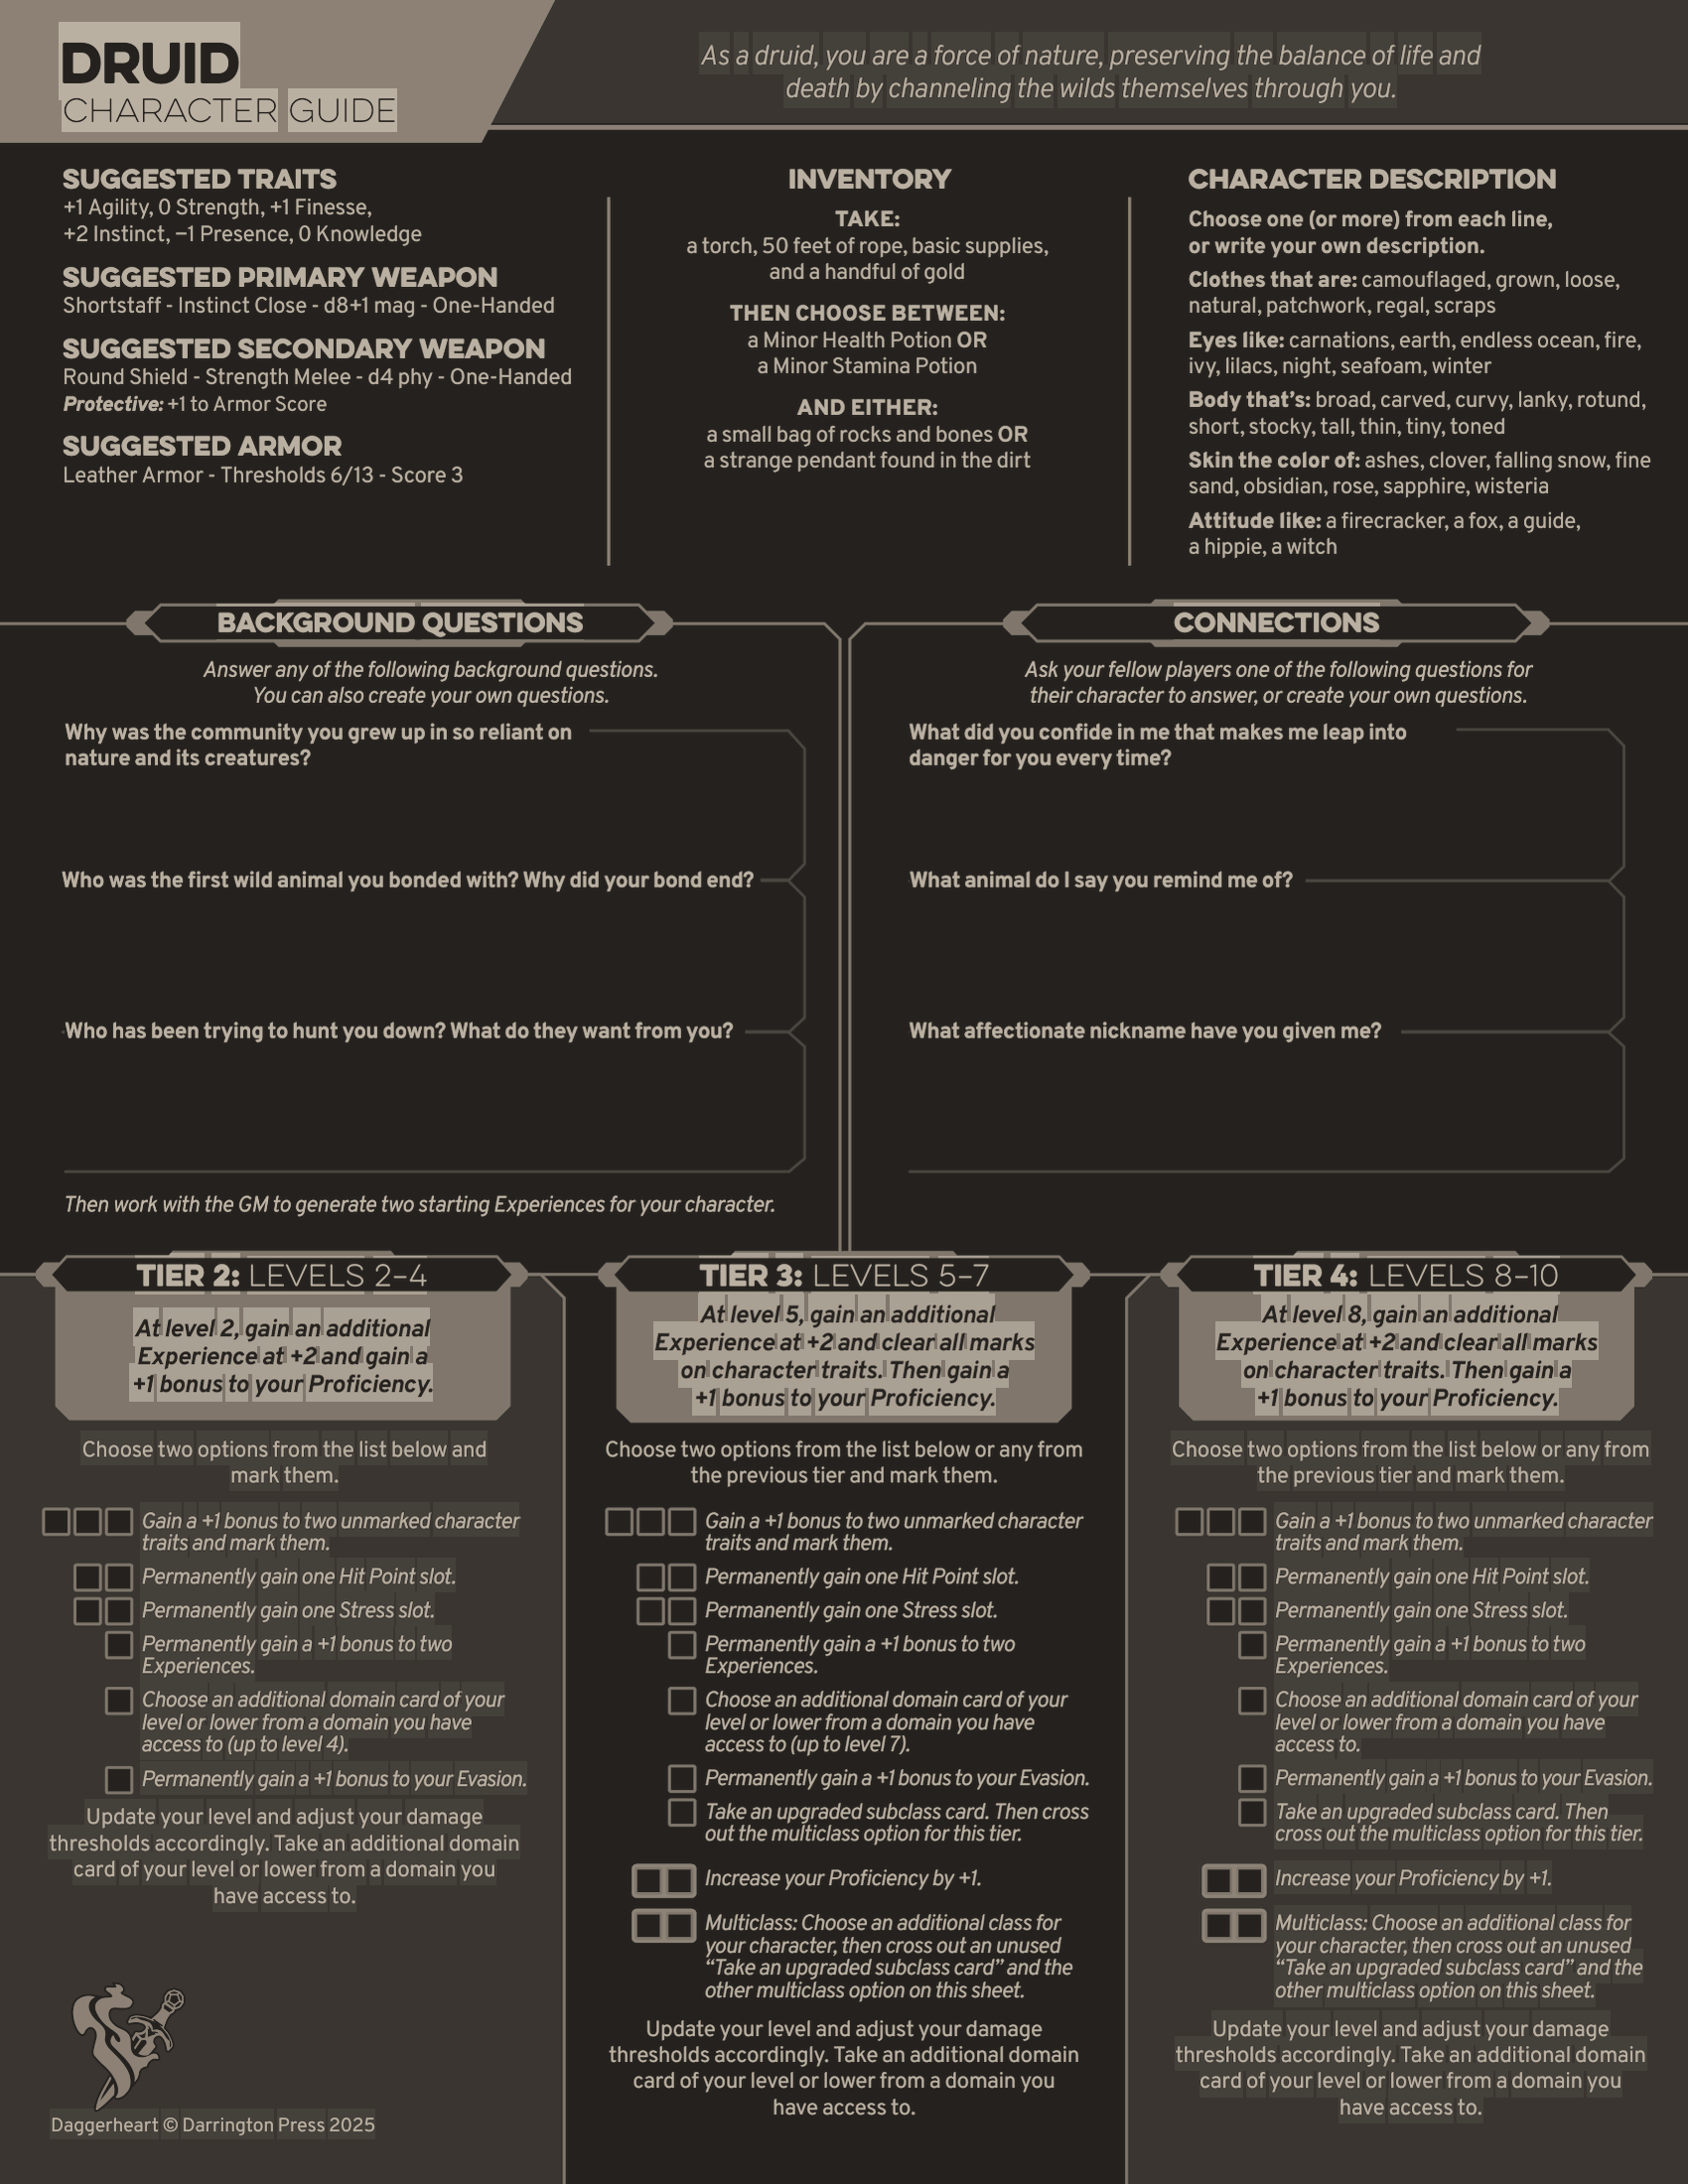 DRUID
CHARACTER GUIDE
As a druid, you are a force of nature, preserving the balance of life and
death by channeling the wilds themselves through you.
SUGGESTED TRAITS
+1 Agility, 0 Strength, +1 Finesse,
+2 Instinct, −1 Presence, 0 Knowledge
SUGGESTED PRIMARY WEAPON
Shortstaff - Instinct Close - d8+1 mag - One-Handed
SUGGESTED SECONDARY WEAPON
Round Shield - Strength Melee - d4 phy - One-Handed
Protective: +1 to Armor Score
SUGGESTED ARMOR
Leather Armor - Thresholds 6/13 - Score 3
INVENTORY
TAKE:
a torch, 50 feet of rope, basic supplies,
and a handful of gold
THEN CHOOSE BETWEEN:
a Minor Health Potion OR
a Minor Stamina Potion
AND EITHER:
a small bag of rocks and bones OR
a strange pendant found in the dirt
CHARACTER DESCRIPTION
Choose one (or more) from each line,
or write your own description.
Clothes that are: camouflaged, grown, loose,
natural, patchwork, regal, scraps
Eyes like: carnations, earth, endless ocean, fire,
ivy, lilacs, night, seafoam, winter
Body that's: broad, carved, curvy, lanky, rotund,
short, stocky, tall, thin, tiny, toned
Skin the color of: ashes, clover, falling snow, fine
sand, obsidian, rose, sapphire, wisteria
Attitude like: a firecracker, a fox, a guide,
a hippie, a witch
BACKGROUND QUESTIONS
Answer any of the following background questions.
You can also create your own questions.
Why was the community you grew up in so reliant on
nature and its creatures?
Who was the first wild animal you bonded with? Why did your bond end?
Who has been trying to hunt you down? What do they want from you?
Then work with the GM to generate two starting Experiences for your character.
CONNECTIONS
Ask your fellow players one of the following questions for
their character to answer, or create your own questions.
What did you confide in me that makes me leap into
danger for you every time?
What animal do I say you remind me of?
What affectionate nickname have you given me?
TIER 2: LEVELS 2–4
At level 2, gain an additional
Experience at +2 and gain a
+1 bonus to your Proficiency.
Choose two options from the list below and
mark them.
Gain a +1 bonus to two unmarked character
traits and mark them.
Permanently gain one Hit Point slot.
Permanently gain one Stress slot.
Permanently gain a +1 bonus to two
Experiences.
Choose an additional domain card of your
level or lower from a domain you have
access to (up to level 4).
Permanently gain a +1 bonus to your Evasion.
Update your level and adjust your damage
thresholds accordingly. Take an additional domain
card of your level or lower from a domain you
have access to.
Daggerheart © Darrington Press 2025
TIER 3: LEVELS 5–7
At level 5, gain an additional
Experience at +2 and clear all marks
on character traits. Then gain a
+1 bonus to your Proficiency.
Choose two options from the list below or any from
the previous tier and mark them.
Gain a +1 bonus to two unmarked character
traits and mark them.
Permanently gain one Hit Point slot.
Permanently gain one Stress slot.
Permanently gain a +1 bonus to two
Experiences.
Choose an additional domain card of your
level or lower from a domain you have
access to (up to level 7).
Permanently gain a +1 bonus to your Evasion.
Take an upgraded subclass card. Then cross
out the multiclass option for this tier.
Increase your Proficiency by +1.
Multiclass: Choose an additional class for
your character, then cross out an unused
“Take an upgraded subclass card” and the
other multiclass option on this sheet.
Update your level and adjust your damage
thresholds accordingly. Take an additional domain
card of your level or lower from a domain you
have access to.
TIER 4: LEVELS 8–10
At level 8, gain an additional
Experience at +2 and clear all marks
on character traits. Then gain a
+1 bonus to your Proficiency.
Choose two options from the list below or any from
the previous tier and mark them.
Gain a +1 bonus to two unmarked character
traits and mark them.
Permanently gain one Hit Point slot.
Permanently gain one Stress slot.
Permanently gain a +1 bonus to two
Experiences.
Choose an additional domain card of your
level or lower from a domain you have
access to.
Permanently gain a +1 bonus to your Evasion.
Take an upgraded subclass card. Then
cross out the multiclass option for this tier.
Increase your Proficiency by +1.
Multiclass: Choose an additional class for
your character, then cross out an unused
“Take an upgraded subclass card” and the
other multiclass option on this sheet.
Update your level and adjust your damage
thresholds accordingly. Take an additional domain
card of your level or lower from a domain you
have access to.